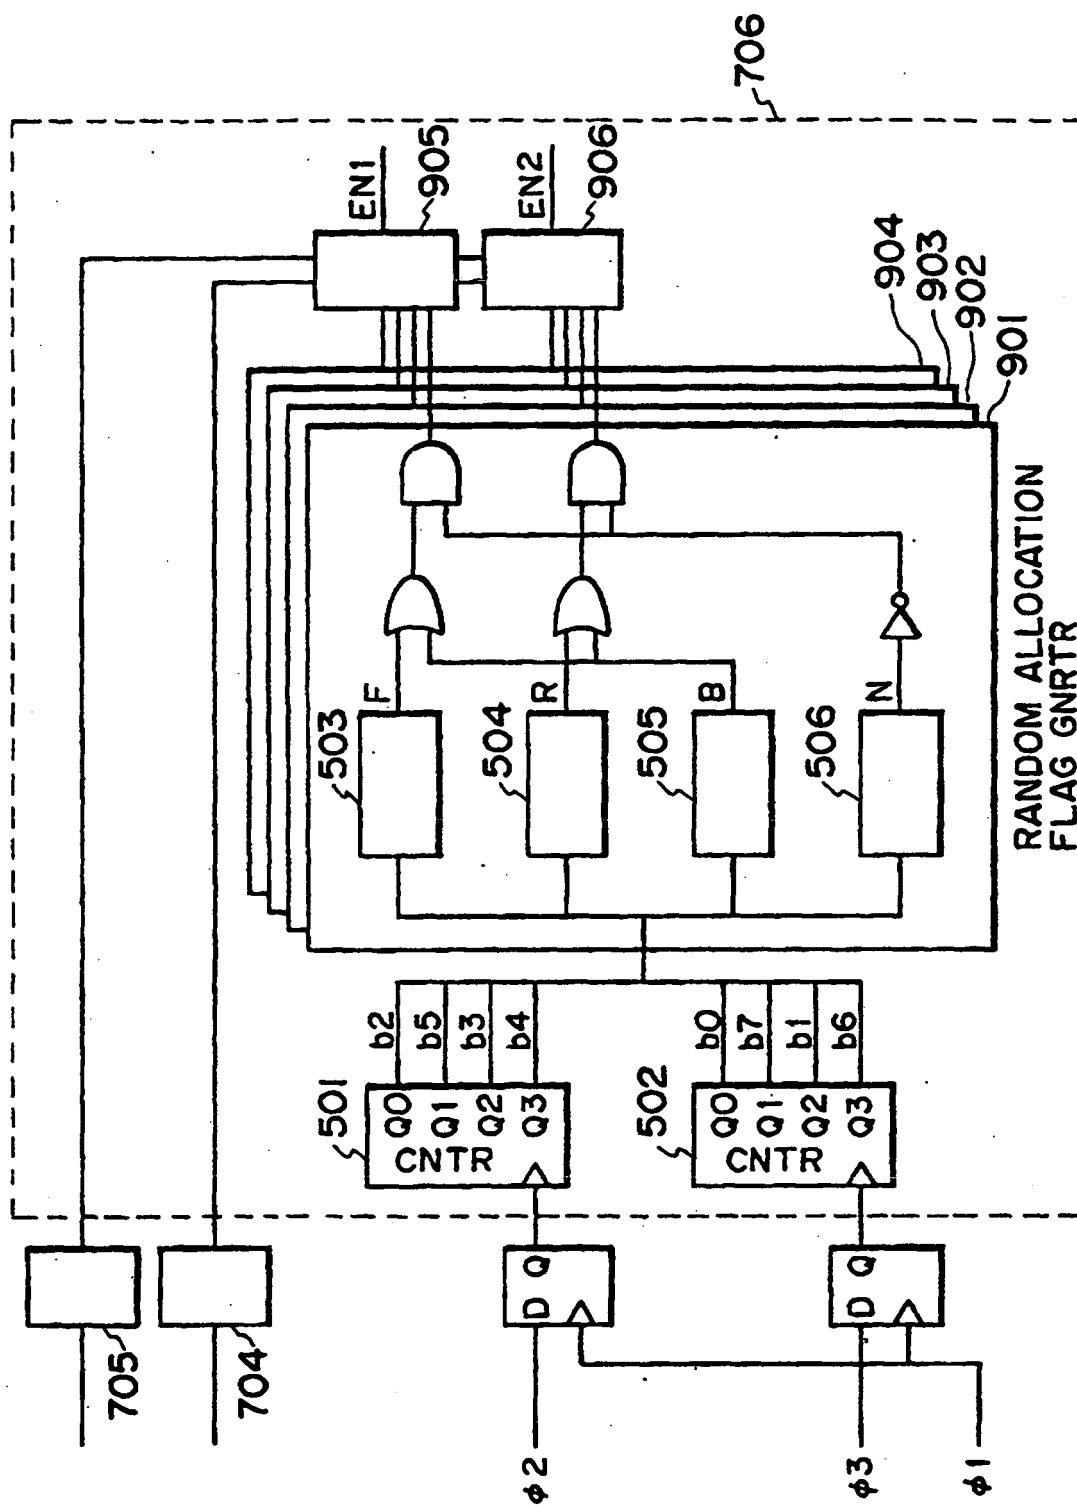 706
705
704
EN1
905
EN2
906
904
903
902
901
501
CNTR
Q0
Q1
Q2
Q3
b2
b5
b3
b4
502
CNTR
Q0
Q1
Q2
Q3
b0
b7
b1
b6
503
F
504
R
505
B
506
N
RANDOM ALLOCATION
FLAG GNRTR
D Q
D Q
φ2
φ3
φ1